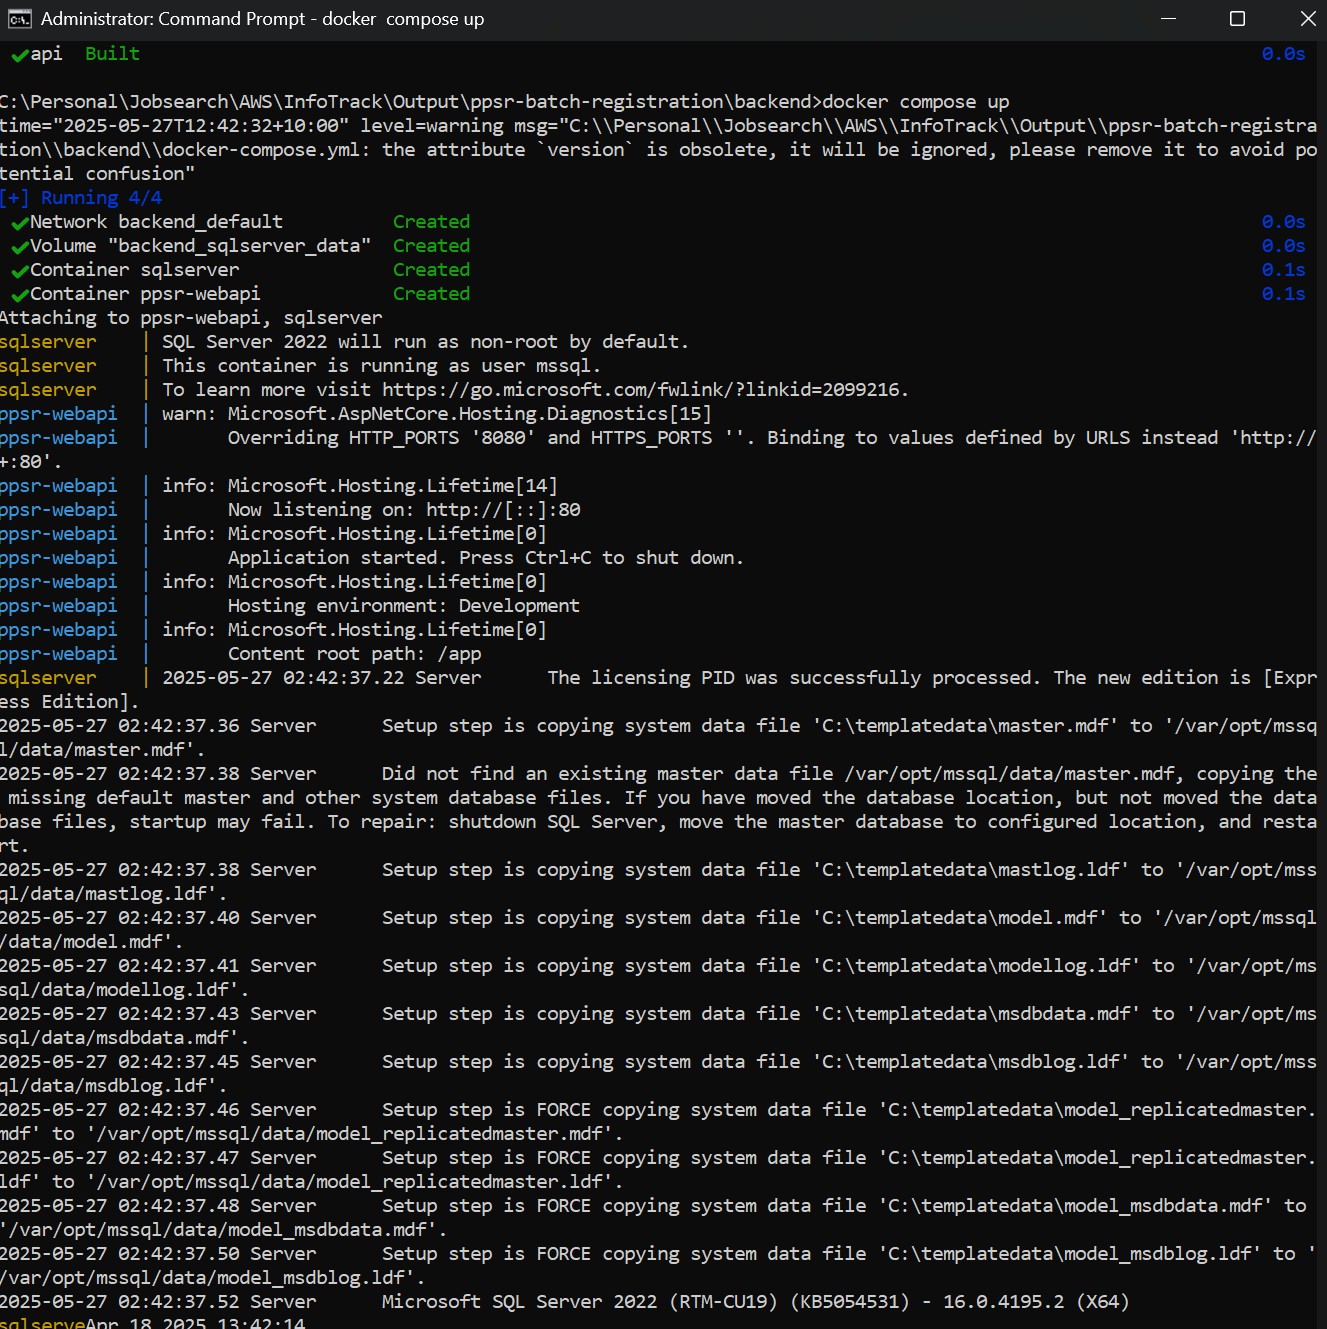 Administrator: Command Prompt - docker  compose up
api  Built 0.0s
C:\Personal\Jobsearch\AWS\InfoTrack\Output\ppsr-batch-registration\backend>docker compose up
time="2025-05-27T12:42:32+10:00" level=warning msg="C:\\Personal\\Jobsearch\\AWS\\InfoTrack\\Output\\ppsr-batch-registra
tion\\backend\\docker-compose.yml: the attribute `version` is obsolete, it will be ignored, please remove it to avoid po
tential confusion"
[+] Running 4/4
Network backend_default Created 0.0s
Volume "backend_sqlserver_data" Created 0.0s
Container sqlserver Created 0.1s
Container ppsr-webapi Created 0.1s
Attaching to ppsr-webapi, sqlserver
sqlserver | SQL Server 2022 will run as non-root by default.
sqlserver | This container is running as user mssql.
sqlserver | To learn more visit https://go.microsoft.com/fwlink/?linkid=2099216.
ppsr-webapi | warn: Microsoft.AspNetCore.Hosting.Diagnostics[15]
ppsr-webapi | Overriding HTTP_PORTS '8080' and HTTPS_PORTS ''. Binding to values defined by URLS instead 'http://
+:80'.
ppsr-webapi | info: Microsoft.Hosting.Lifetime[14]
ppsr-webapi | Now listening on: http://[::]:80
ppsr-webapi | info: Microsoft.Hosting.Lifetime[0]
ppsr-webapi | Application started. Press Ctrl+C to shut down.
ppsr-webapi | info: Microsoft.Hosting.Lifetime[0]
ppsr-webapi | Hosting environment: Development
ppsr-webapi | info: Microsoft.Hosting.Lifetime[0]
ppsr-webapi | Content root path: /app
sqlserver | 2025-05-27 02:42:37.22 Server The licensing PID was successfully processed. The new edition is [Expr
ess Edition].
2025-05-27 02:42:37.36 Server Setup step is copying system data file 'C:\templatedata\master.mdf' to '/var/opt/mssq
l/data/master.mdf'.
2025-05-27 02:42:37.38 Server Did not find an existing master data file /var/opt/mssql/data/master.mdf, copying the
missing default master and other system database files. If you have moved the database location, but not moved the data
base files, startup may fail. To repair: shutdown SQL Server, move the master database to configured location, and resta
rt.
2025-05-27 02:42:37.38 Server Setup step is copying system data file 'C:\templatedata\mastlog.ldf' to '/var/opt/mss
ql/data/mastlog.ldf'.
2025-05-27 02:42:37.40 Server Setup step is copying system data file 'C:\templatedata\model.mdf' to '/var/opt/mssql
/data/model.mdf'.
2025-05-27 02:42:37.41 Server Setup step is copying system data file 'C:\templatedata\modellog.ldf' to '/var/opt/ms
sql/data/modellog.ldf'.
2025-05-27 02:42:37.43 Server Setup step is copying system data file 'C:\templatedata\msdbdata.mdf' to '/var/opt/ms
sql/data/msdbdata.mdf'.
2025-05-27 02:42:37.45 Server Setup step is copying system data file 'C:\templatedata\msdblog.ldf' to '/var/opt/mss
ql/data/msdblog.ldf'.
2025-05-27 02:42:37.46 Server Setup step is FORCE copying system data file 'C:\templatedata\model_replicatedmaster.
mdf' to '/var/opt/mssql/data/model_replicatedmaster.mdf'.
2025-05-27 02:42:37.47 Server Setup step is FORCE copying system data file 'C:\templatedata\model_replicatedmaster.
ldf' to '/var/opt/mssql/data/model_replicatedmaster.ldf'.
2025-05-27 02:42:37.48 Server Setup step is FORCE copying system data file 'C:\templatedata\model_msdbdata.mdf' to
'/var/opt/mssql/data/model_msdbdata.mdf'.
2025-05-27 02:42:37.50 Server Setup step is FORCE copying system data file 'C:\templatedata\model_msdblog.ldf' to '
/var/opt/mssql/data/model_msdblog.ldf'.
2025-05-27 02:42:37.52 Server Microsoft SQL Server 2022 (RTM-CU19) (KB5054531) - 16.0.4195.2 (X64)
sqlserveApr 18 2025 13:42:14